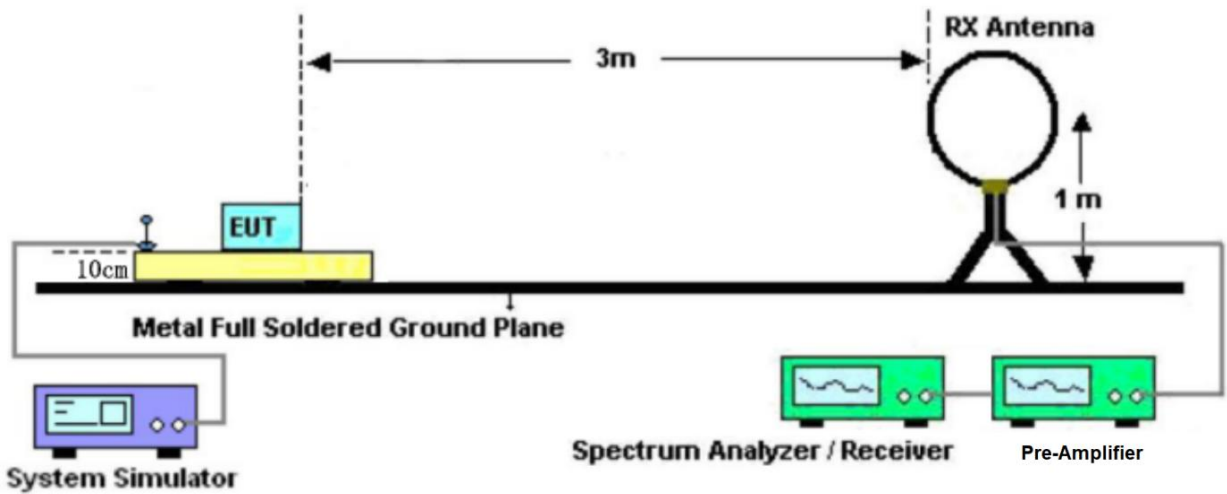 RX Antenna
3m
1 m
EUT
10cm
Metal Full Soldered Ground Plane
System Simulator
Spectrum Analyzer / Receiver
Pre-Amplifier